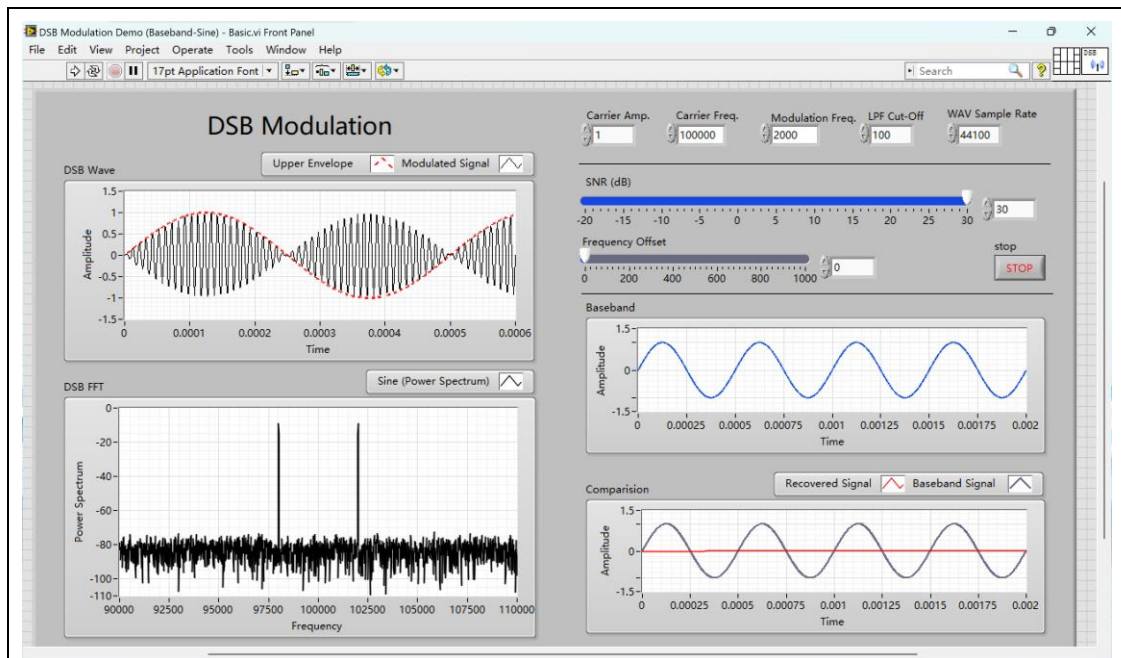 DSB Modulation Demo (Baseband-Sine) - Basic.vi Front Panel
File Edit View Project Operate Tools Window Help
17pt Application Font
Search
DSB
DSB Modulation
Carrier Amp. Carrier Freq. Modulation Freq. LPF Cut-Off WAV Sample Rate
1 100000 2000 100 44100
DSB Wave
Upper Envelope Modulated Signal
1.5
1
0.5
0
-0.5
-1
-1.5
Amplitude
0 0.0001 0.0002 0.0003 0.0004 0.0005 0.0006
Time
SNR (dB)
-20 -15 -10 -5 0 5 10 15 20 25 30
30
Frequency Offset
0 200 400 600 800 1000
0
stop
STOP
Baseband
1.5
0
-1.5
Amplitude
0 0.00025 0.0005 0.00075 0.001 0.00125 0.0015 0.00175 0.002
Time
DSB FFT
Sine (Power Spectrum)
0
-20
-40
-60
-80
-100
-110
Power Spectrum
90000 92500 95000 97500 100000 102500 105000 107500 110000
Frequency
Comparision
Recovered Signal Baseband Signal
1.5
0
-1.5
Amplitude
0 0.00025 0.0005 0.00075 0.001 0.00125 0.0015 0.00175 0.002
Time